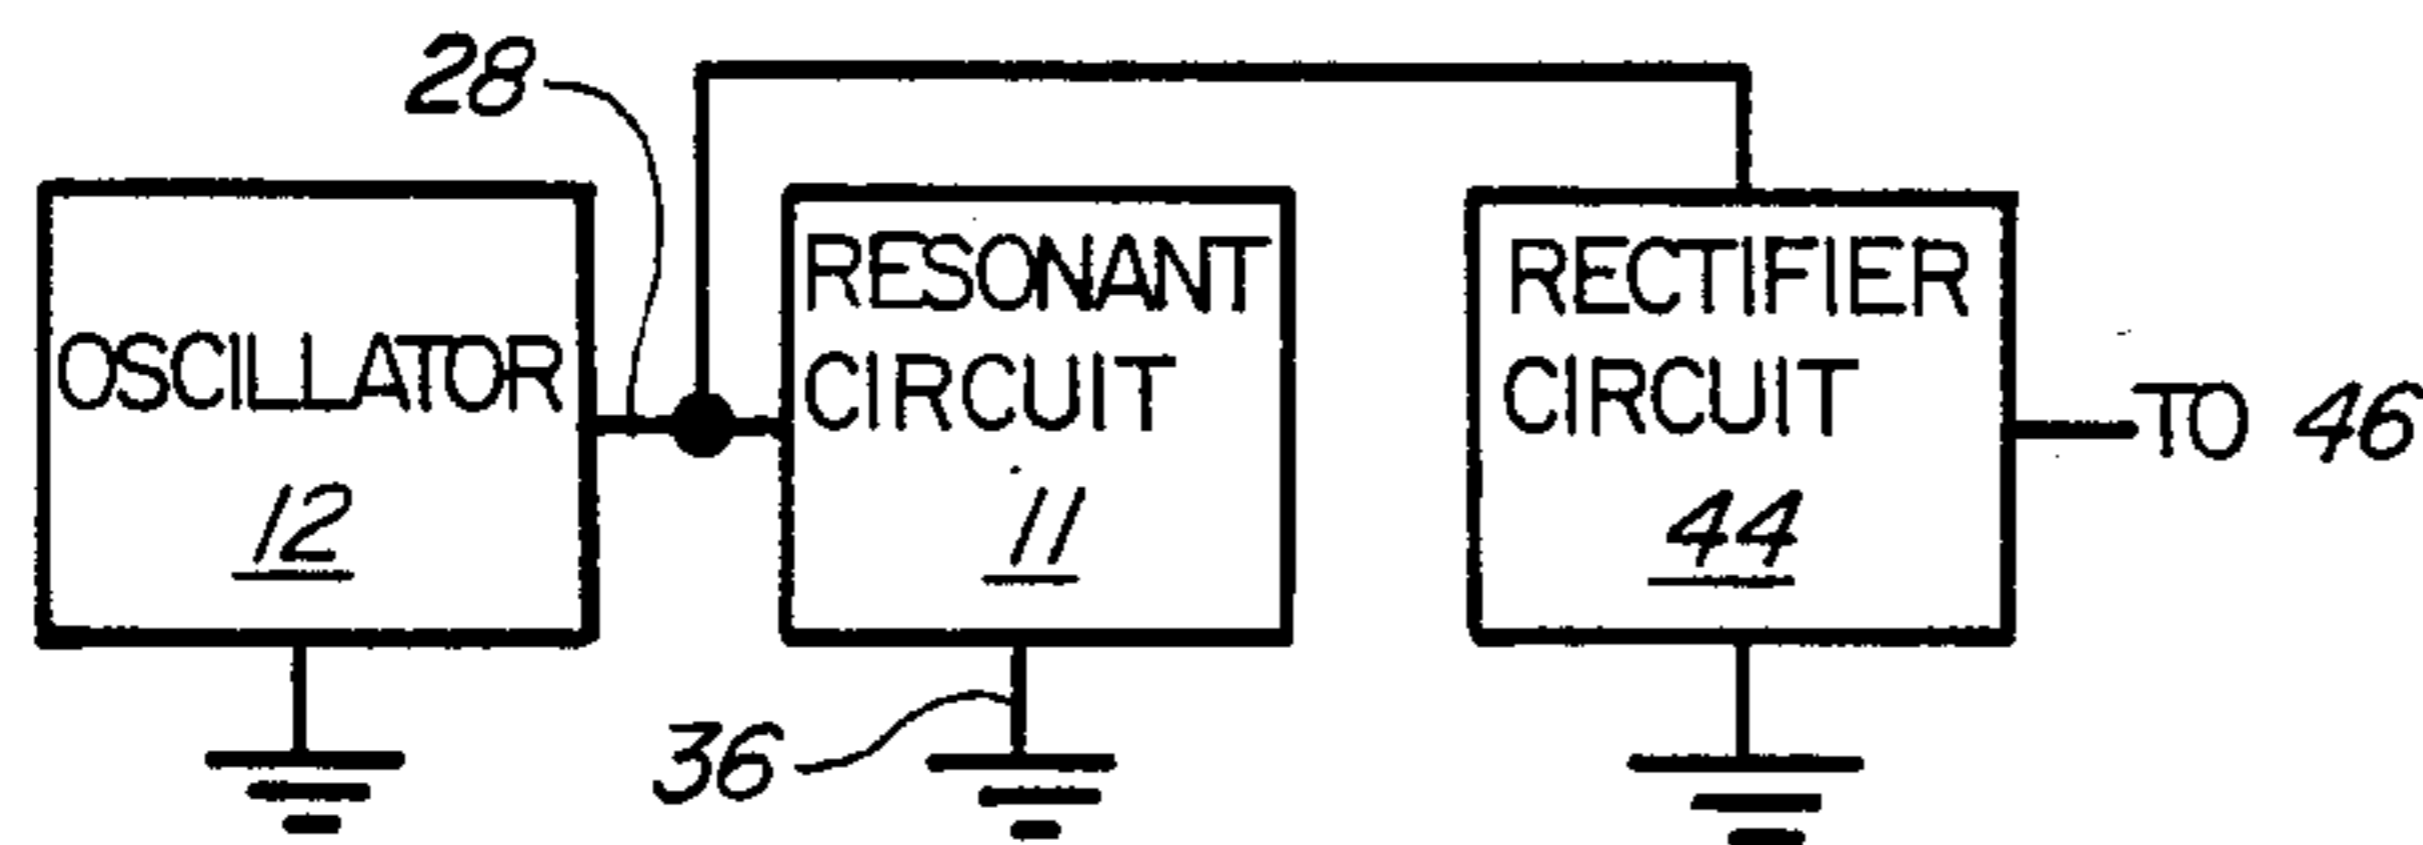 28
OSCILLATOR
12
RESONANT
CIRCUIT
11
36
RECTIFIER
CIRCUIT
44
TO 46